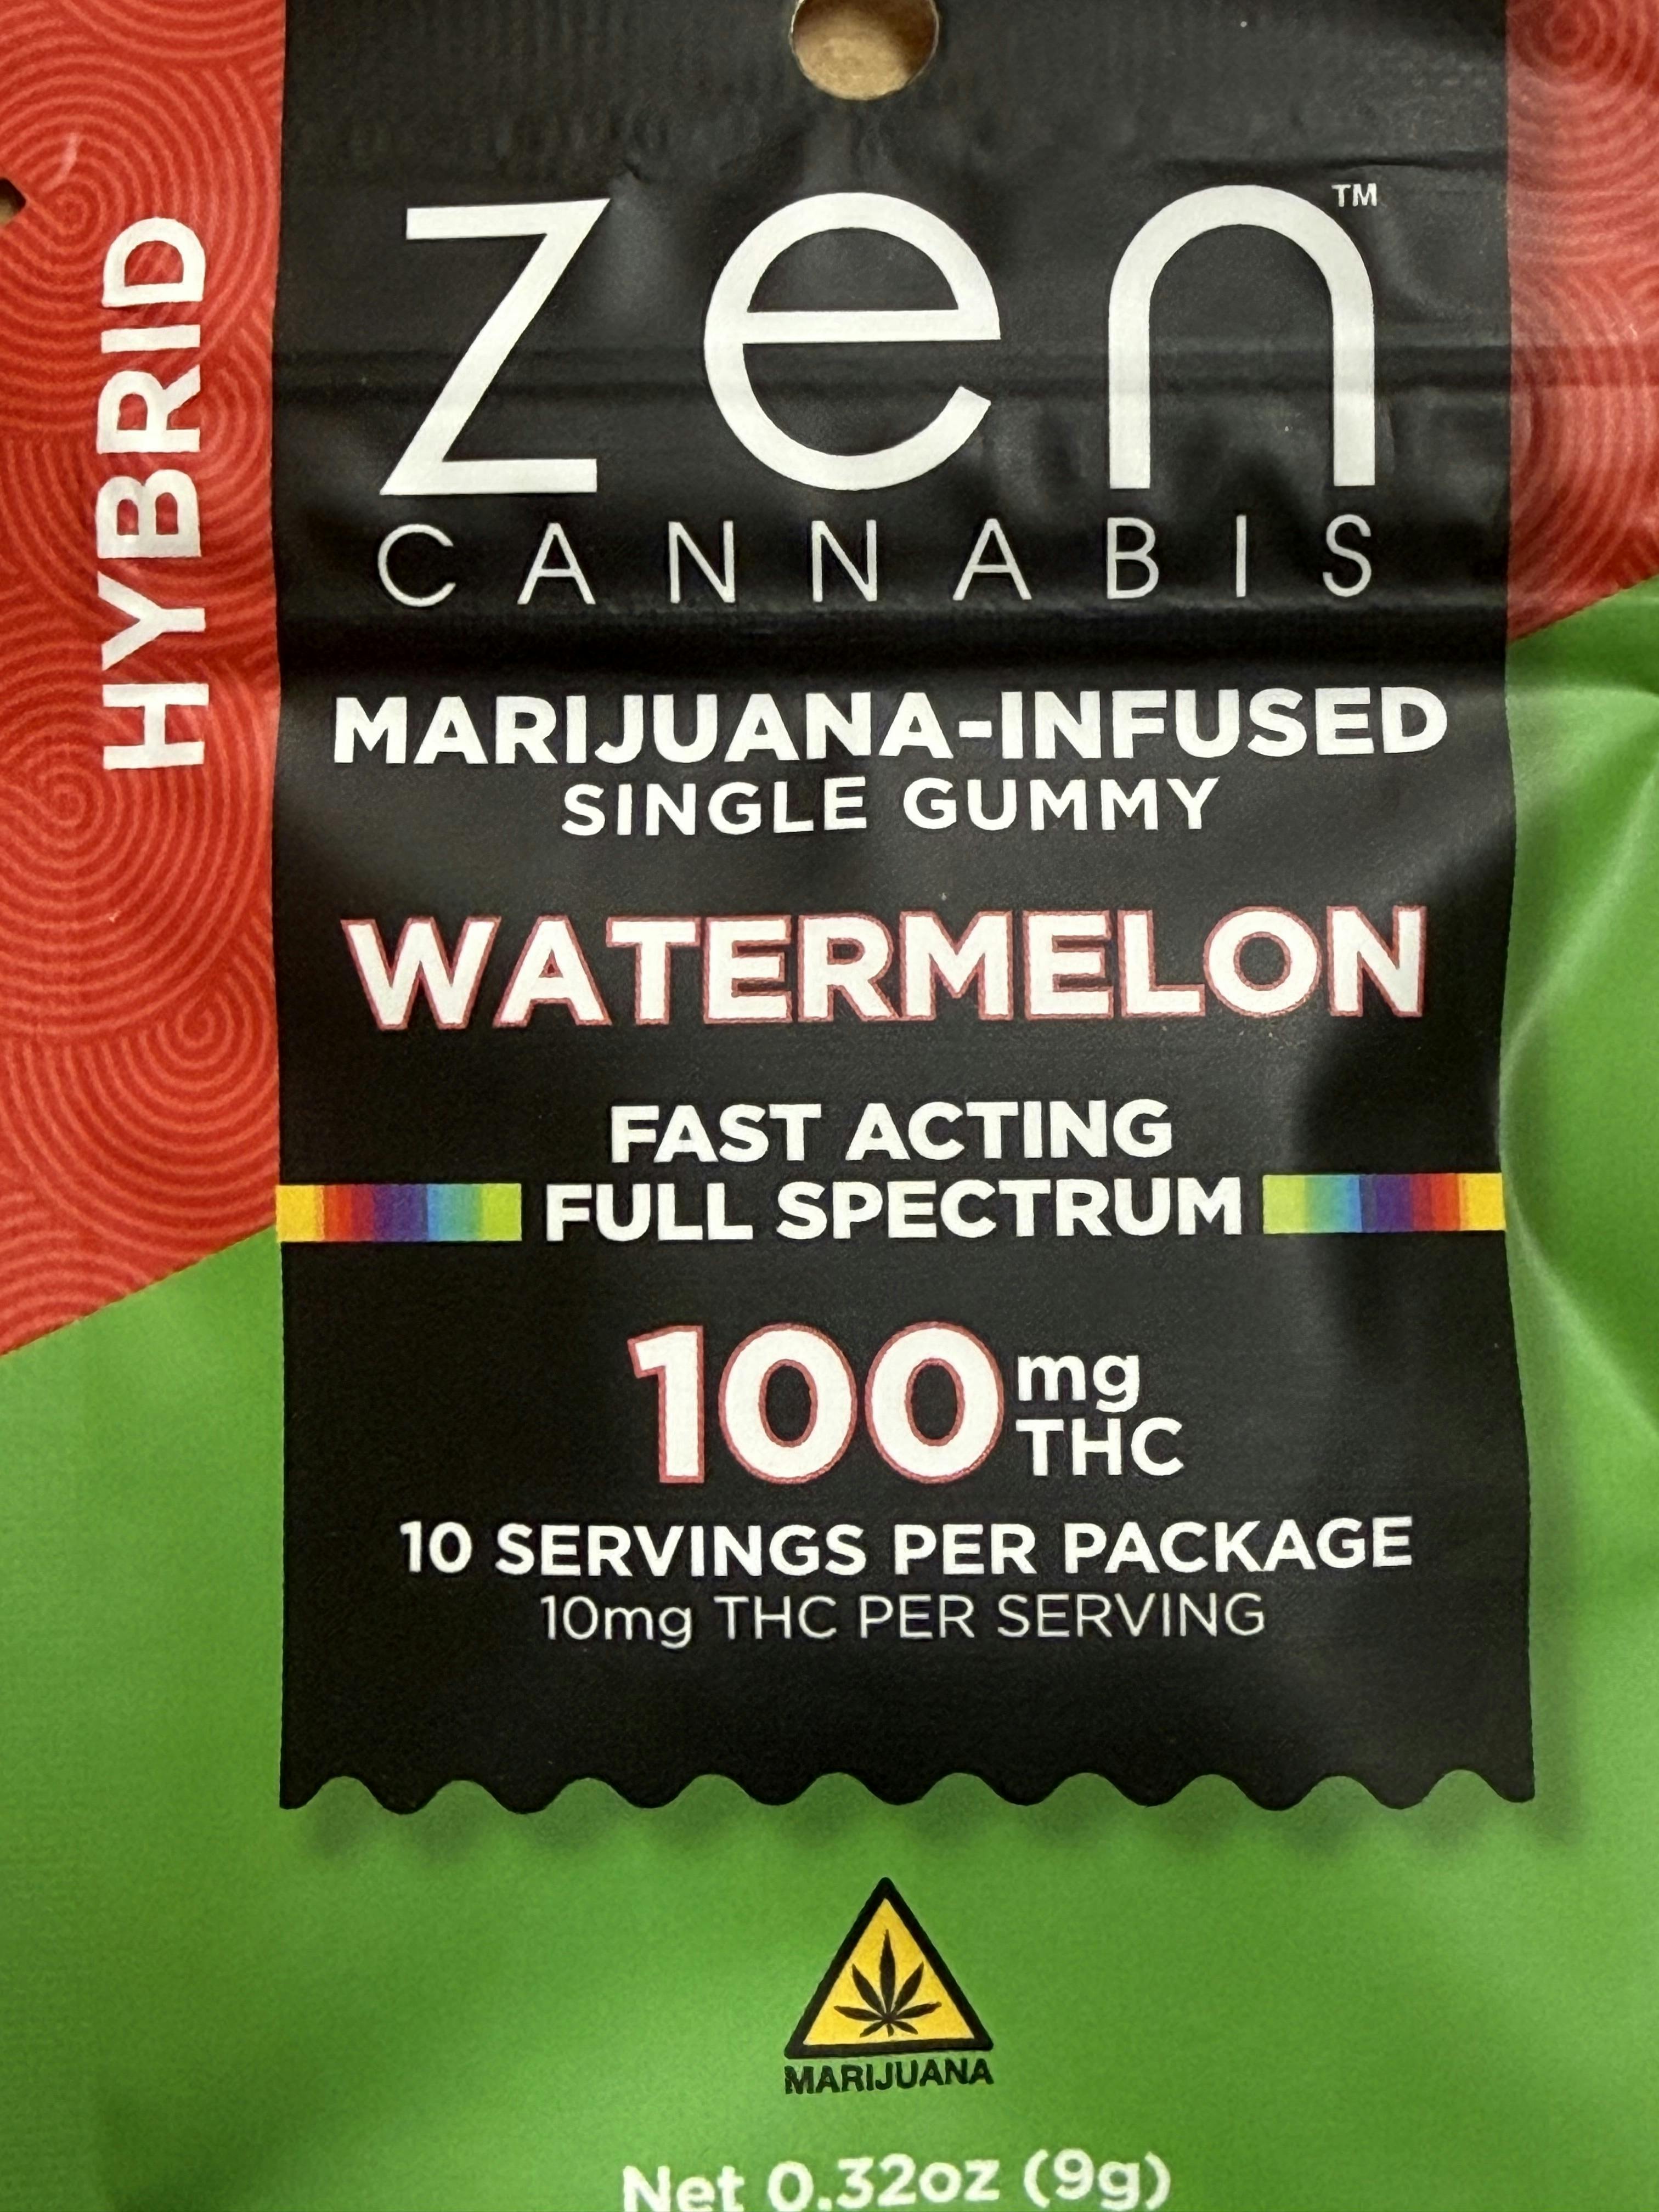 HYBRID
zen™
CANNABIS
MARIJUANA-INFUSED
SINGLE GUMMY
WATERMELON
FAST ACTING
FULL SPECTRUM
100 mg
THC
10 SERVINGS PER PACKAGE
10mg THC PER SERVING
MARIJUANA
Net 0.32oz (9g)